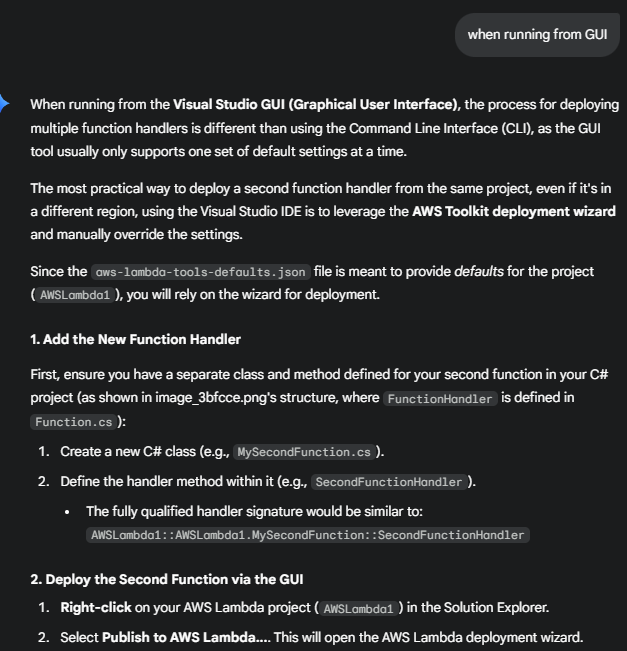 when running from GUI
When running from the Visual Studio GUI (Graphical User Interface), the process for deploying
multiple function handlers is different than using the Command Line Interface (CLI), as the GUI
tool usually only supports one set of default settings at a time.
The most practical way to deploy a second function handler from the same project, even if it's in
a different region, using the Visual Studio IDE is to leverage the AWS Toolkit deployment wizard
and manually override the settings.
Since the aws-lambda-tools-defaults.json file is meant to provide defaults for the project
( AWSLambda1 ), you will rely on the wizard for deployment.
1. Add the New Function Handler
First, ensure you have a separate class and method defined for your second function in your C#
project (as shown in image_3bfcce.png's structure, where FunctionHandler is defined in
Function.cs ):
1. Create a new C# class (e.g., MySecondFunction.cs ).
2. Define the handler method within it (e.g., SecondFunctionHandler ).
• The fully qualified handler signature would be similar to:
AWSLambda1::AWSLambda1.MySecondFunction::SecondFunctionHandler
2. Deploy the Second Function via the GUI
1. Right-click on your AWS Lambda project ( AWSLambda1 ) in the Solution Explorer.
2. Select Publish to AWS Lambda.... This will open the AWS Lambda deployment wizard.